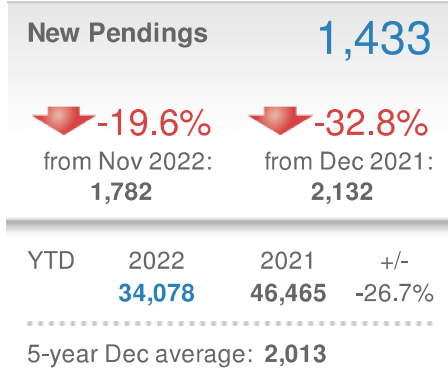 New Pendings 1,433
-19.6% -32.8%
from Nov 2022: from Dec 2021:
1,782 2,132
YTD 2022 2021 +/-
34,078 46,465 -26.7%
5-year Dec average: 2,013